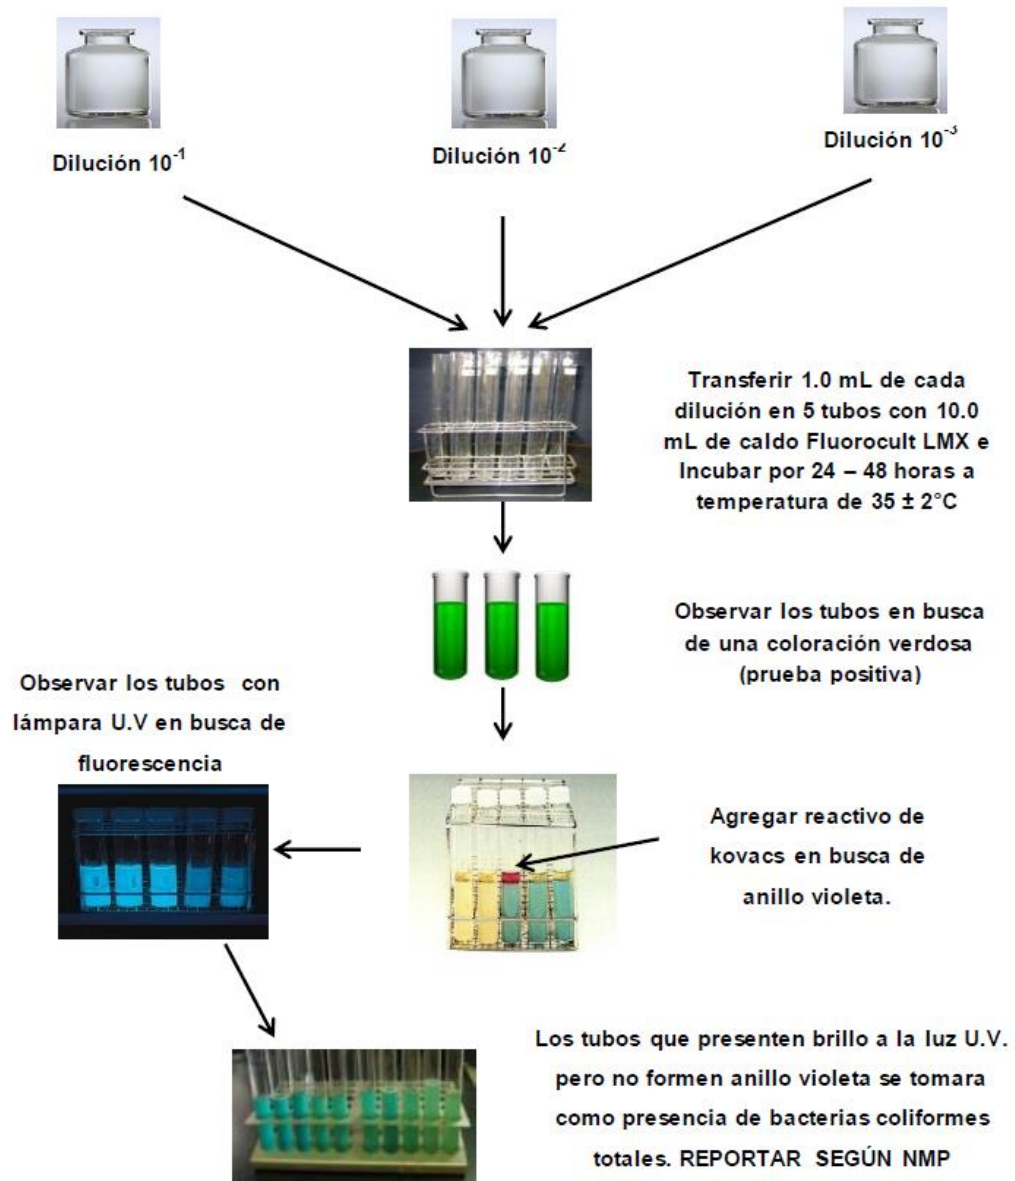 Dilución 10⁻¹
Dilución 10⁻²
Dilución 10⁻³
Transferir 1.0 mL de cada
dilución en 5 tubos con 10.0
mL de caldo Fluorocult LMX e
Incubar por 24 – 48 horas a
temperatura de 35 ± 2°C
Observar los tubos en busca
de una coloración verdosa
(prueba positiva)
Observar los tubos con
lámpara U.V en busca de
fluorescencia
Agregar reactivo de
kovacs en busca de
anillo violeta.
Los tubos que presenten brillo a la luz U.V.
pero no formen anillo violeta se tomara
como presencia de bacterias coliformes
totales. REPORTAR SEGÚN NMP